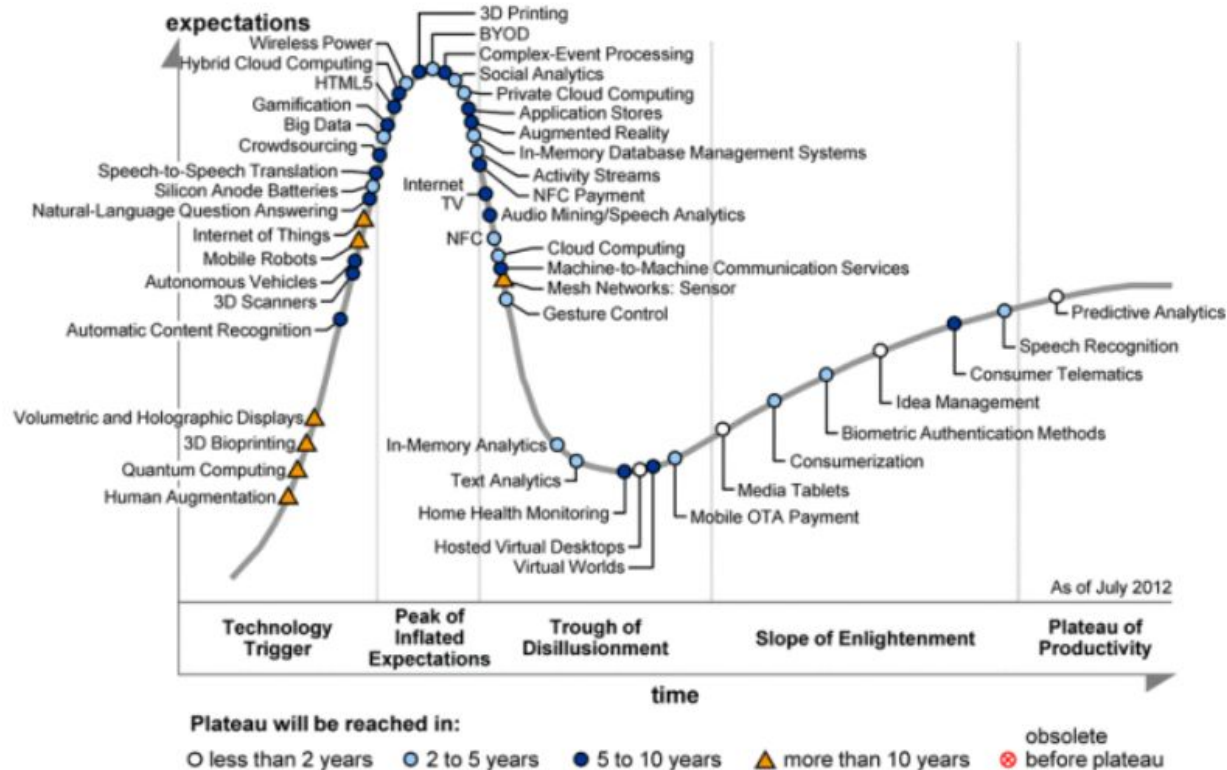 expectations
3D Printing
BYOD
Wireless Power
Complex-Event Processing
Hybrid Cloud Computing
Social Analytics
HTML5
Private Cloud Computing
Gamification
Application Stores
Big Data
Augmented Reality
Crowdsourcing
In-Memory Database Management Systems
Speech-to-Speech Translation
Activity Streams
Silicon Anode Batteries
NFC Payment
Internet
TV
Natural-Language Question Answering
Audio Mining/Speech Analytics
Internet of Things
NFC
Cloud Computing
Mobile Robots
Machine-to-Machine Communication Services
Autonomous Vehicles
Mesh Networks: Sensor
3D Scanners
Gesture Control
Predictive Analytics
Automatic Content Recognition
Speech Recognition
Consumer Telematics
Idea Management
Volumetric and Holographic Displays
Biometric Authentication Methods
3D Bioprinting
In-Memory Analytics
Consumerization
Quantum Computing
Text Analytics
Media Tablets
Human Augmentation
Home Health Monitoring
Mobile OTA Payment
Hosted Virtual Desktops
Virtual Worlds
As of July 2012
Technology
Trigger
Peak of
Inflated
Expectations
Trough of
Disillusionment
Slope of Enlightenment
Plateau of
Productivity
time
Plateau will be reached in:
less than 2 years
2 to 5 years
5 to 10 years
more than 10 years
obsolete
before plateau